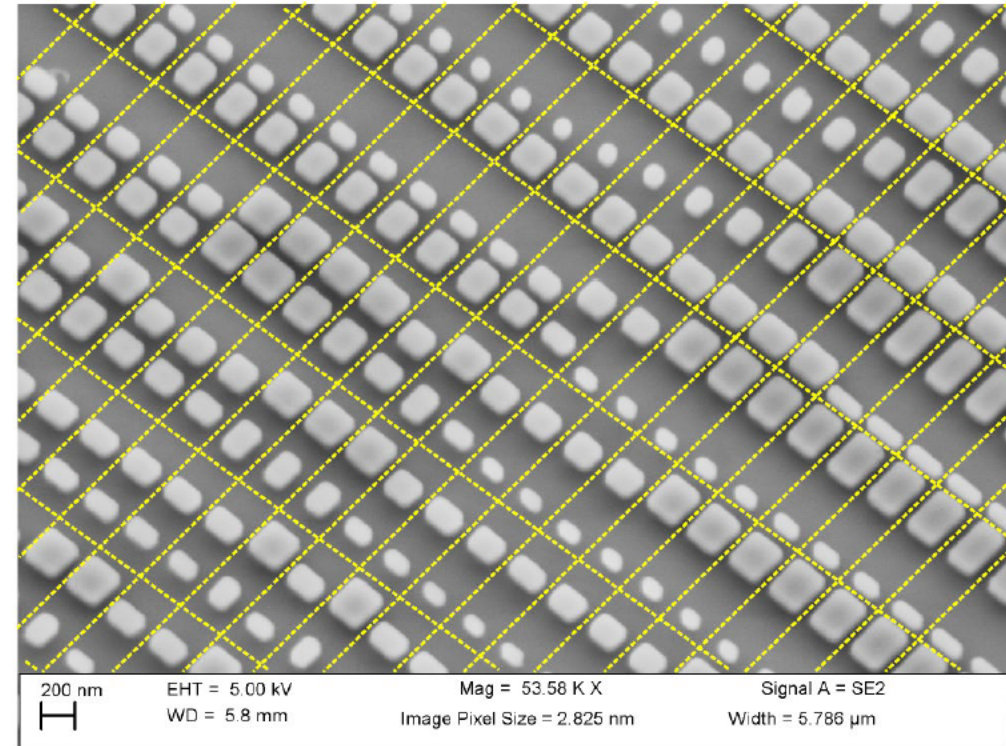 200 nm EHT = 5.00 kV Mag = 53.58 K X Signal A = SE2
WD = 5.8 mm Image Pixel Size = 2.825 nm Width = 5.786 µm